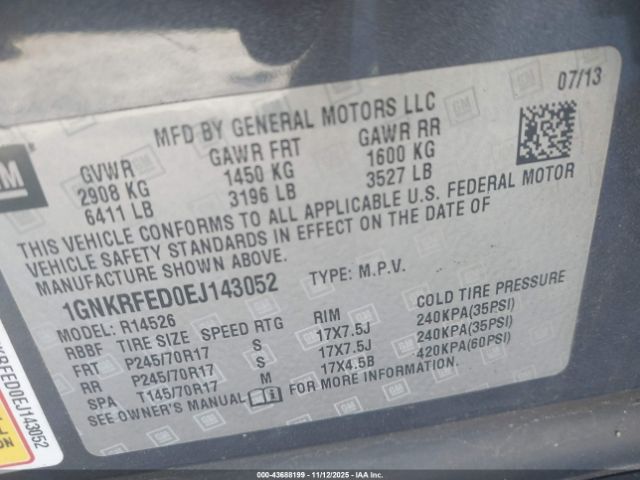 07/13
GM
MFD BY GENERAL MOTORS LLC
GVWR GAWR FRT GAWR RR
2908 KG 1450 KG 1600 KG
6411 LB 3196 LB 3527 LB
THIS VEHICLE CONFORMS TO ALL APPLICABLE U.S. FEDERAL MOTOR
VEHICLE SAFETY STANDARDS IN EFFECT ON THE DATE OF
MANUFACTURE SHOWN ABOVE.
1GNKRFED0EJ143052 TYPE: M.P.V.
MODEL: R14526
RBBF TIRE SIZE SPEED RTG RIM COLD TIRE PRESSURE
FRT P245/70R17 S 17X7.5J 240KPA(35PSI)
RR P245/70R17 S 17X7.5J 240KPA(35PSI)
SPA T145/70R17 M 17X4.5B 420KPA(60PSI)
SEE OWNER'S MANUAL FOR MORE INFORMATION.
KRFED0EJ143052
000-43688199 - 11/12/2025 - IAA Inc.